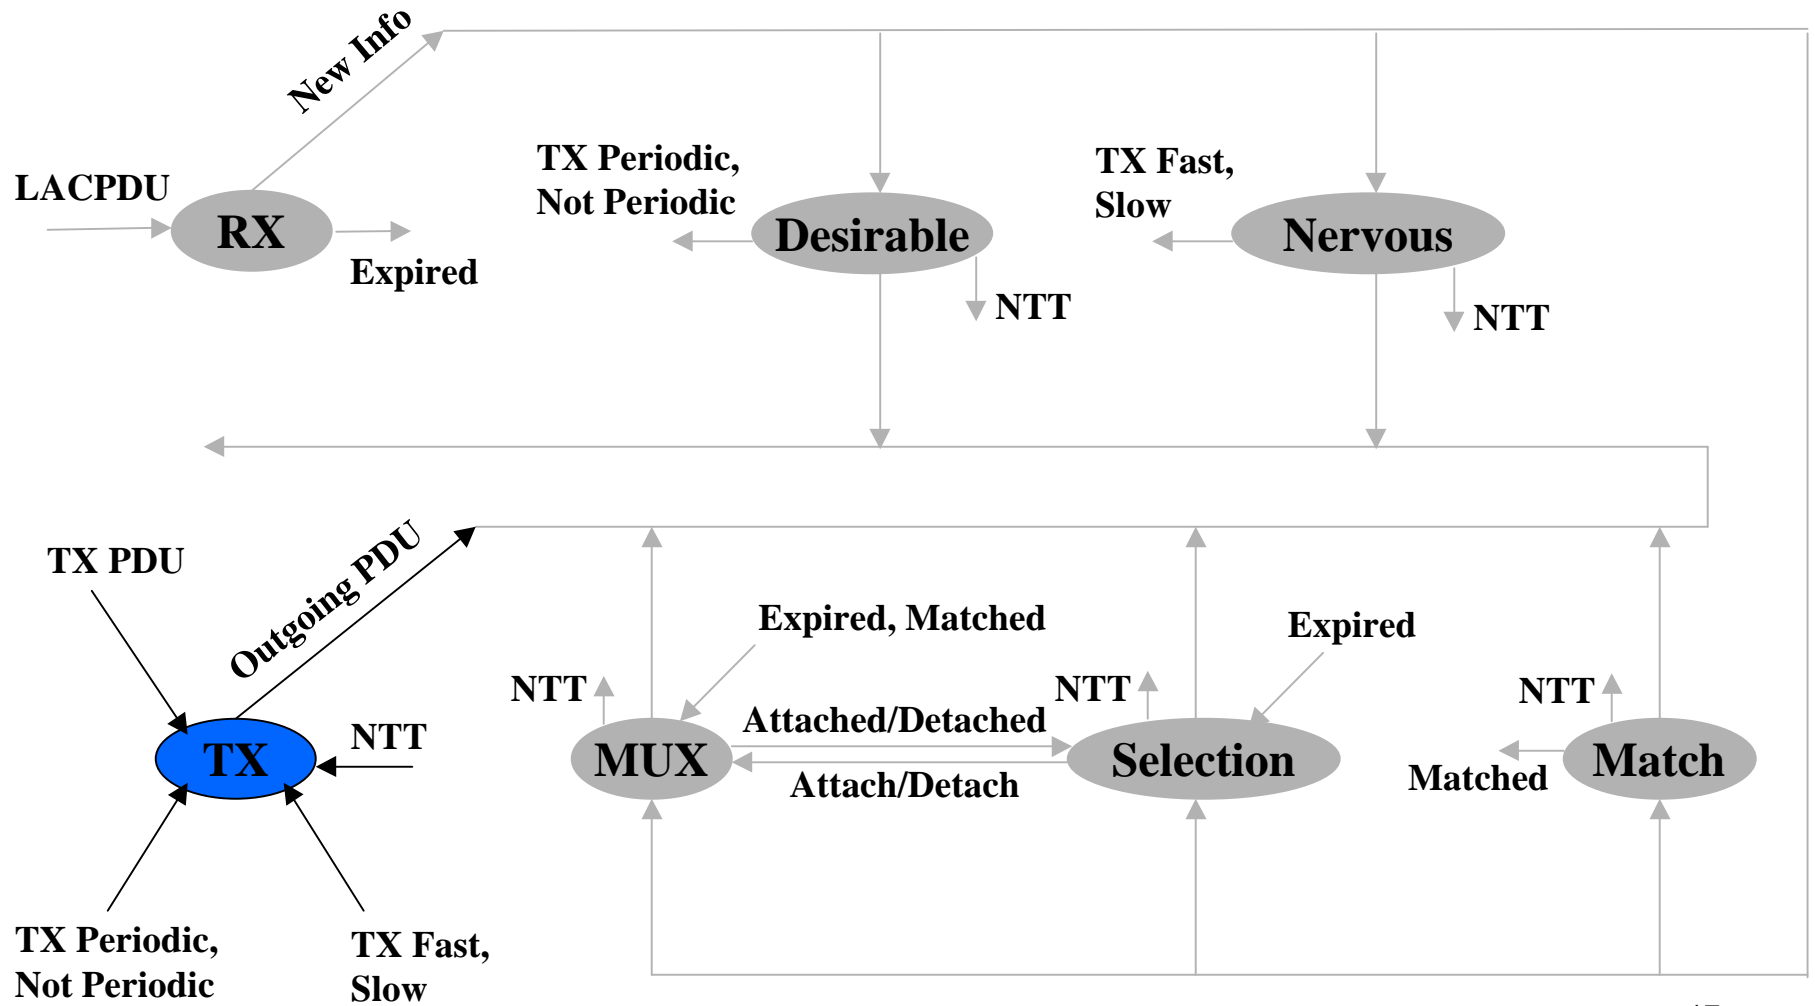 New Info
LACPDU
RX
Expired
TX Periodic,
Not Periodic
Desirable
NTT
TX Fast,
Slow
Nervous
NTT
TX PDU
Outgoing PDU
TX
NTT
TX Periodic,
Not Periodic
TX Fast,
Slow
Expired, Matched
NTT
MUX
Attached/Detached
Attach/Detach
Expired
NTT
Selection
NTT
Matched
Match